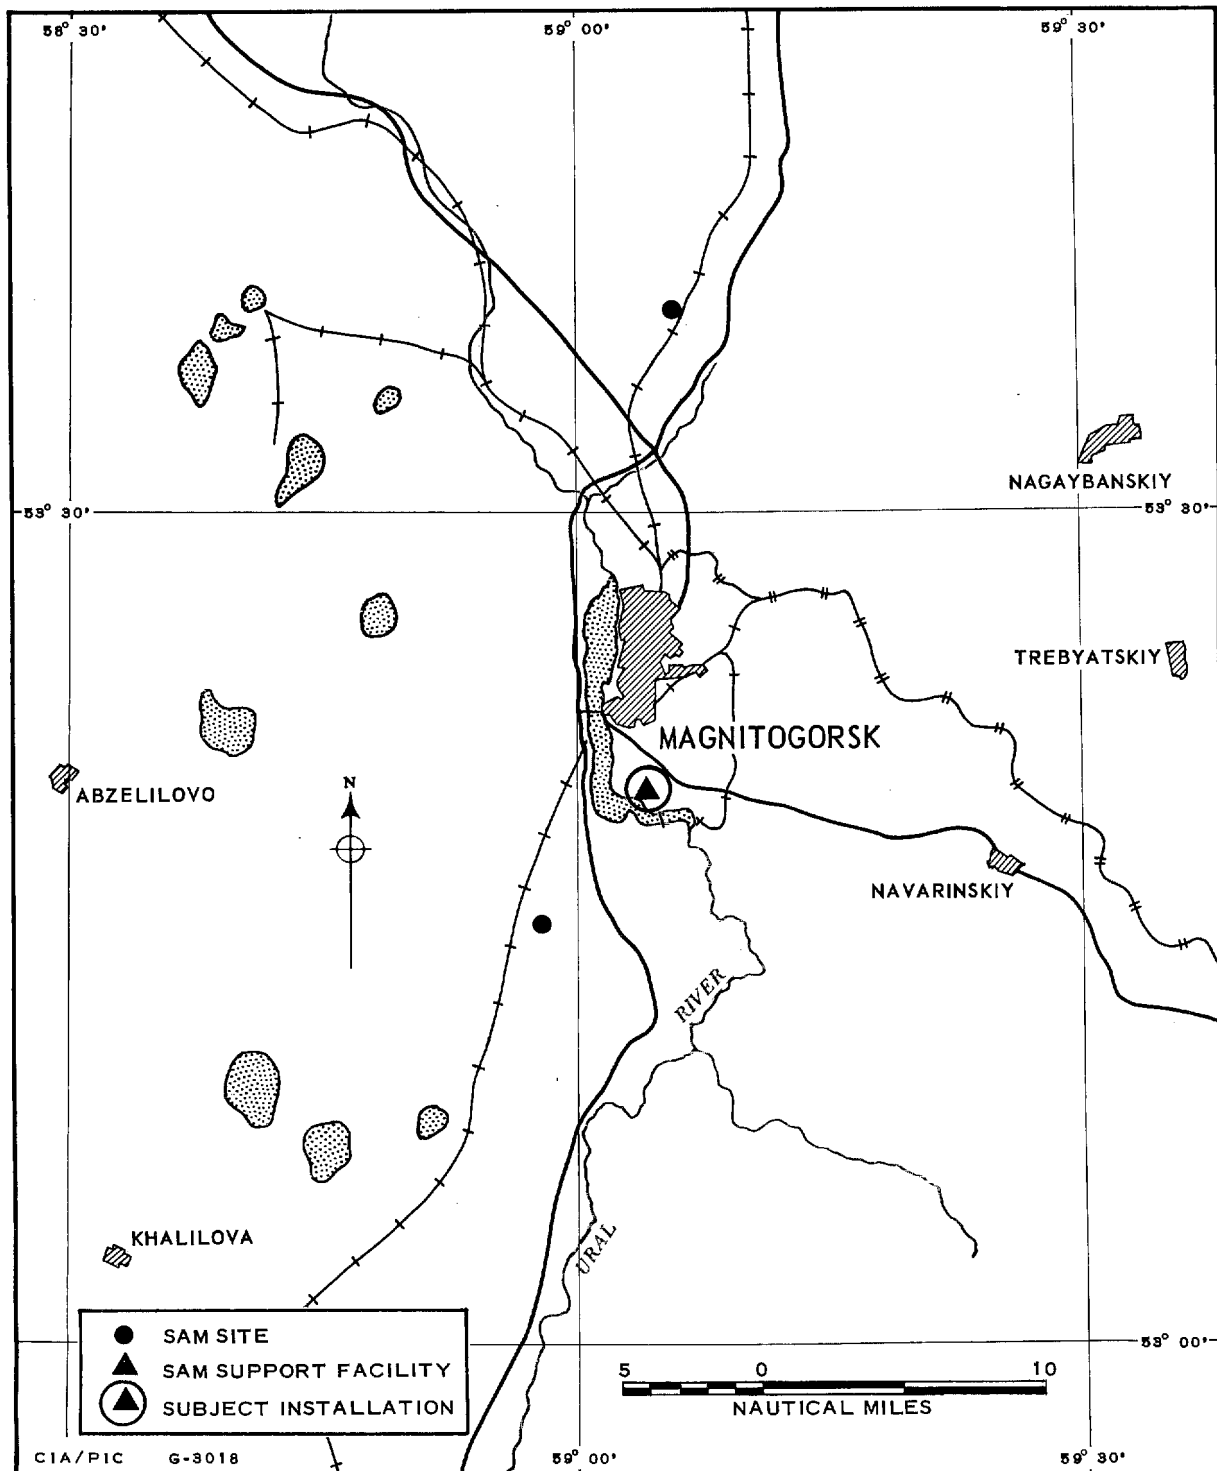 58° 30'
59° 00'
59° 30'
NAGAYBANSKIY
53° 30'
53° 30'
TREBYATSKIY
MAGNITOGORSK
ABZELILOVO
N
NAVARINSKIY
RIVER
KHALILOVA
URAL
SAM SITE
SAM SUPPORT FACILITY
SUBJECT INSTALLATION
53° 00'
5 0 10
NAUTICAL MILES
CIA/PIC G-3018
59° 00'
59° 30'